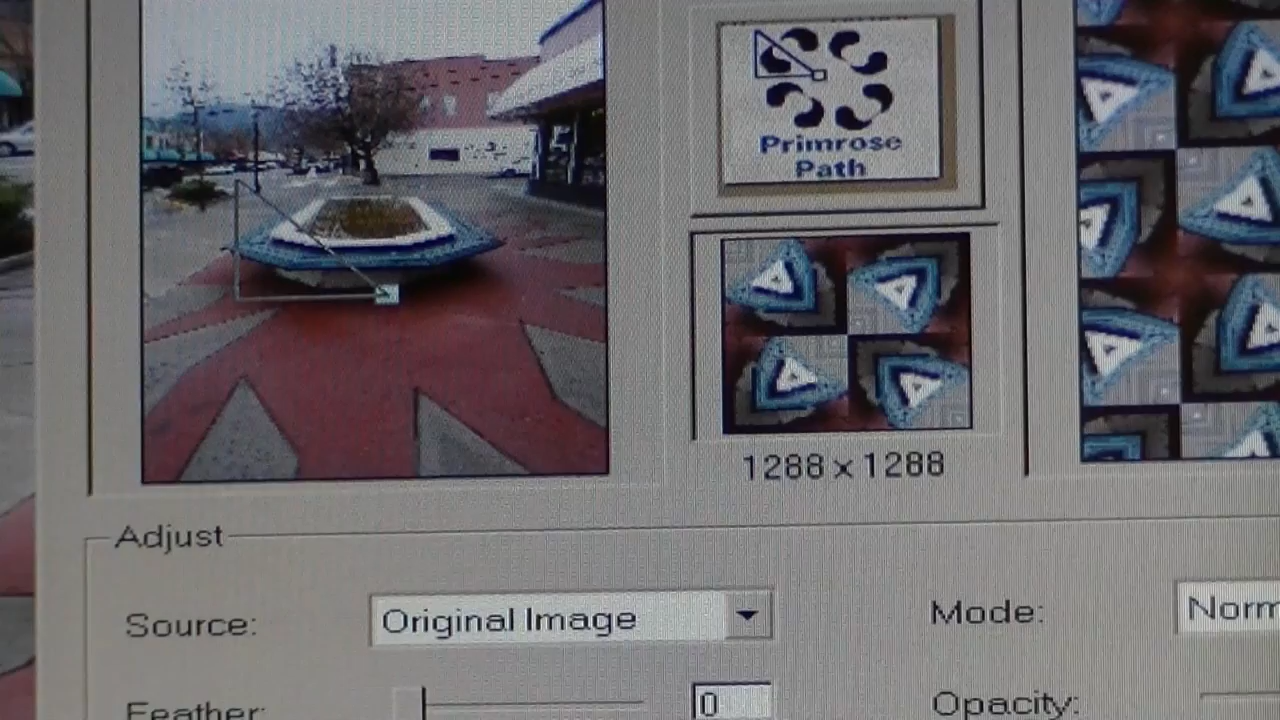 Primrose
Path
1288 x 1288
Adjust
Source:
Original Image
Mode:
Norm
Feather:
0
Opacity: